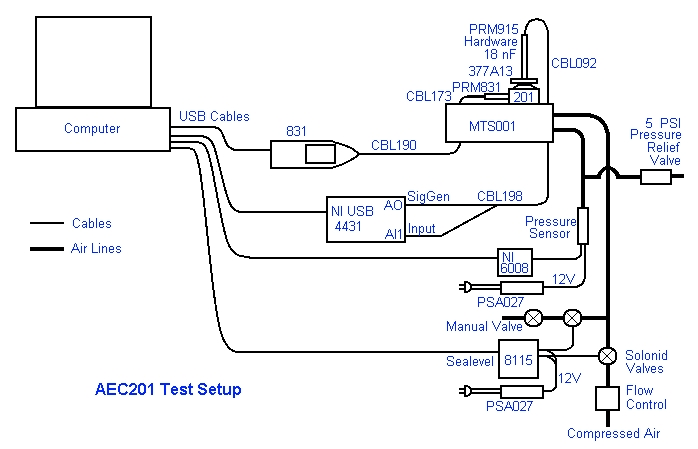 PRM915
Hardware
18 nF
377A13
CBL092
PRM831
CBL173
201
MTS001
5 PSI
Pressure
Relief
Valve
USB Cables
Computer
831
CBL190
SigGen
CBL198
NI USB
4431
AO
AI1
Input
Pressure
Sensor
Cables
Air Lines
NI
6008
12V
PSA027
Manual Valve
Sealevel
8115
Solonid
Valves
12V
PSA027
Flow
Control
Compressed Air
AEC201 Test Setup